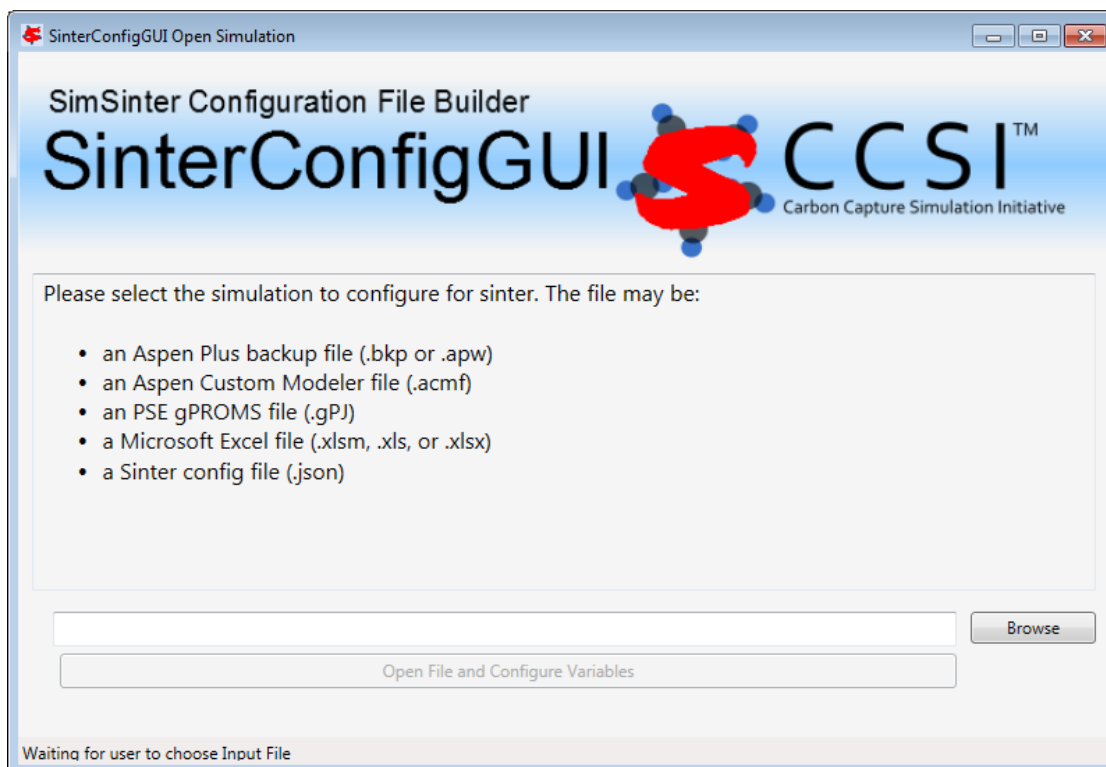 SinterConfigGUI Open Simulation
SimSinter Configuration File Builder
SinterConfigGUI
CCSI™
Carbon Capture Simulation Initiative
Please select the simulation to configure for sinter. The file may be:
• an Aspen Plus backup file (.bkp or .apw)
• an Aspen Custom Modeler file (.acmf)
• an PSE gPROMS file (.gPJ)
• a Microsoft Excel file (.xlsm, .xls, or .xlsx)
• a Sinter config file (.json)
Browse
Open File and Configure Variables
Waiting for user to choose Input File